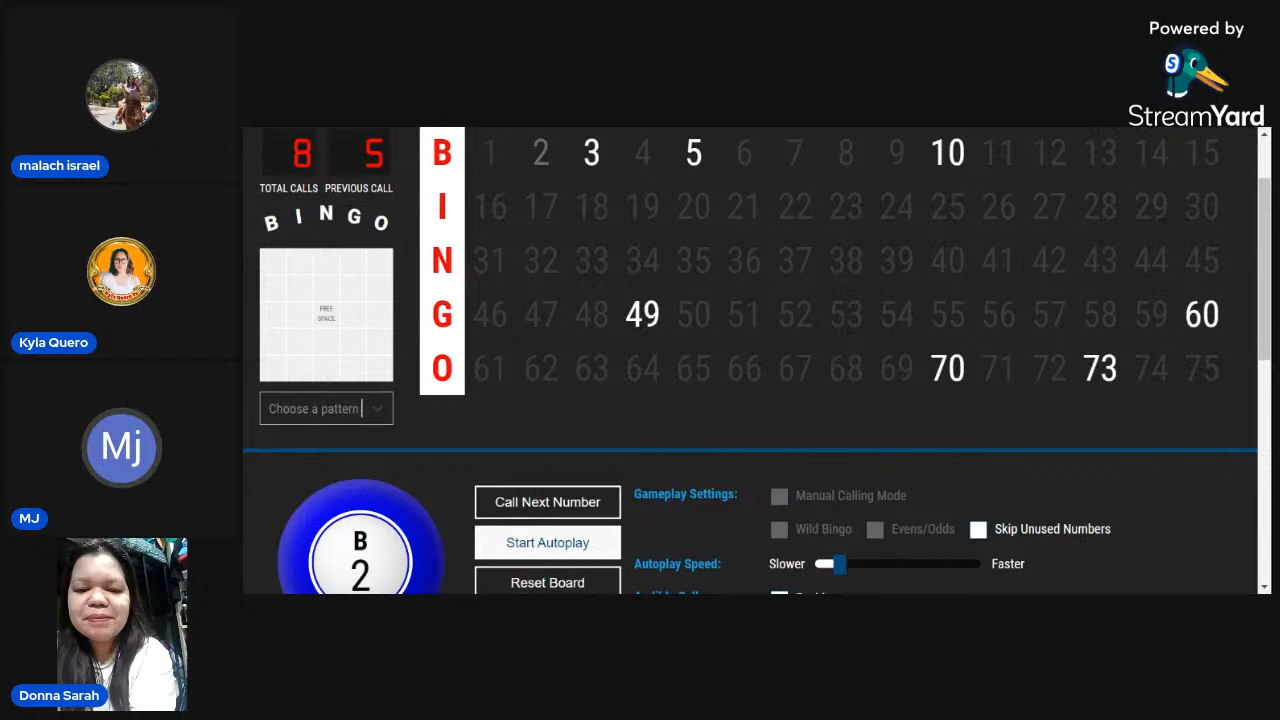 Powered by
StreamYard
malach israel
Kyla Quero
Mj
MJ
Donna Sarah
8 5
TOTAL CALLS PREVIOUS CALL
B I N G O
FREE
SPACE
Choose a pattern
B 1 2 3 4 5 6 7 8 9 10 11 12 13 14 15
I 16 17 18 19 20 21 22 23 24 25 26 27 28 29 30
N 31 32 33 34 35 36 37 38 39 40 41 42 43 44 45
G 46 47 48 49 50 51 52 53 54 55 56 57 58 59 60
O 61 62 63 64 65 66 67 68 69 70 71 72 73 74 75
B
2
Call Next Number
Start Autoplay
Reset Board
Gameplay Settings: Manual Calling Mode
Wild Bingo Evens/Odds Skip Unused Numbers
Autoplay Speed: Slower Faster